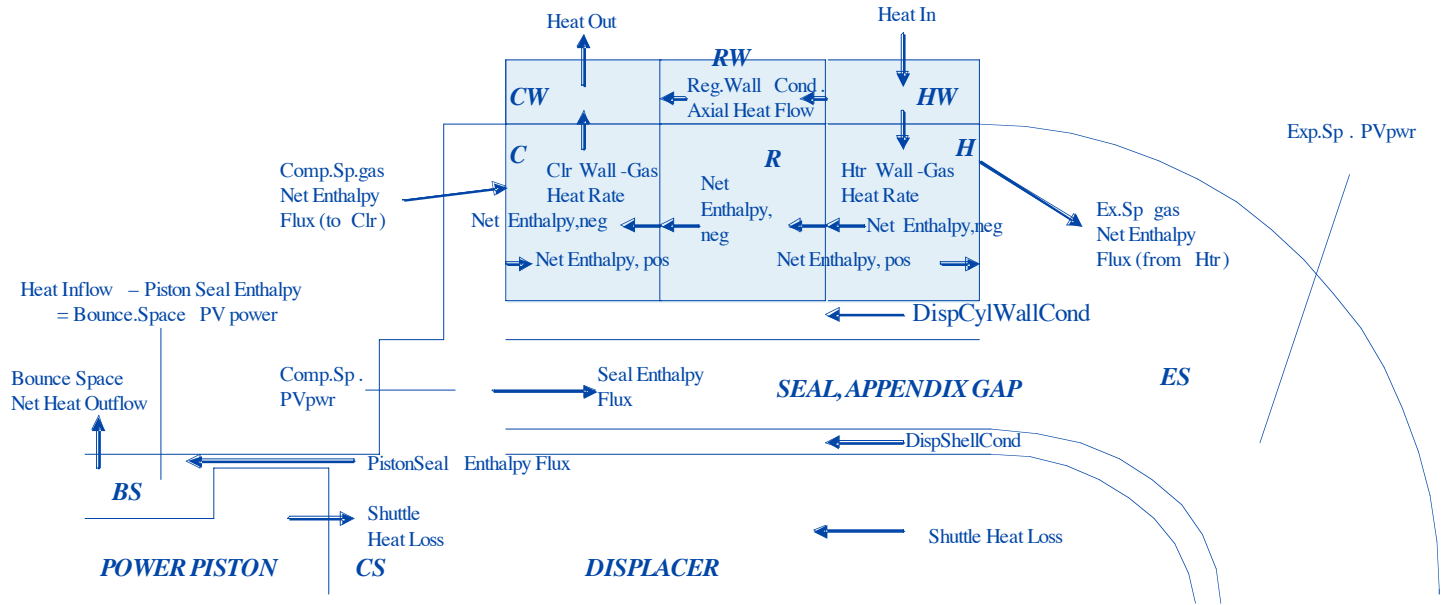 Heat Out
Heat In
RW
CW
Reg.Wall Cond.
Axial Heat Flow
HW
Exp.Sp. PVpwr
C
R
H
Comp.Sp.gas
Net Enthalpy
Flux (to Clr)
Clr Wall-Gas
Heat Rate
Net
Enthalpy,
neg
Htr Wall-Gas
Heat Rate
Net Enthalpy,neg
Net Enthalpy,neg
Ex.Sp gas
Net Enthalpy
Flux (from Htr)
Net Enthalpy, pos
Net Enthalpy, pos
Heat Inflow – Piston Seal Enthalpy
= Bounce.Space PV power
DispCylWallCond
Bounce Space
Net Heat Outflow
Comp.Sp.
PVpwr
Seal Enthalpy
Flux
SEAL, APPENDIX GAP
ES
DispShellCond
PistonSeal Enthalpy Flux
BS
Shuttle
Heat Loss
Shuttle Heat Loss
POWER PISTON
CS
DISPLACER